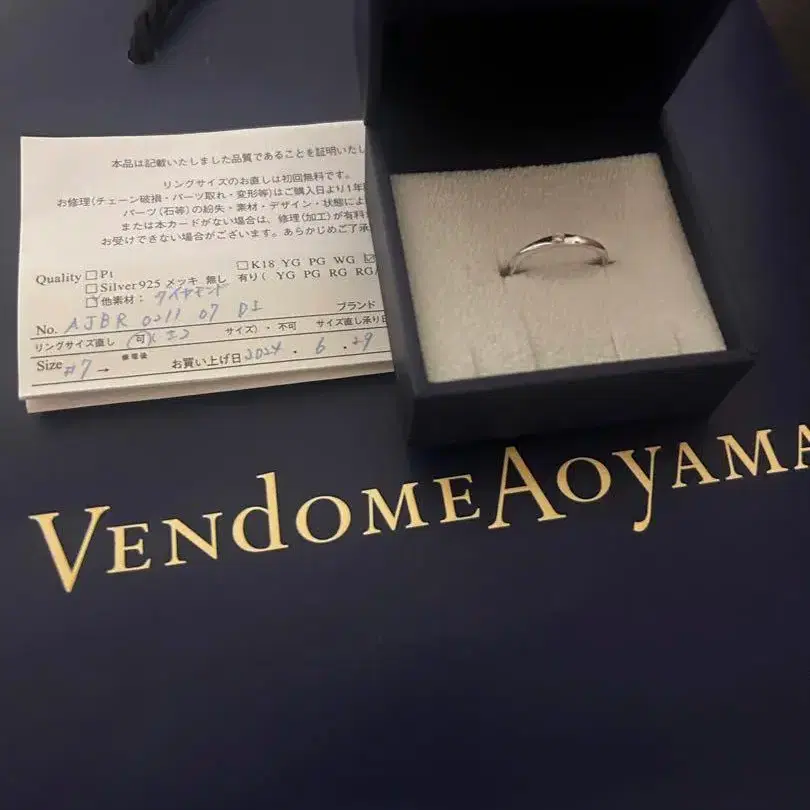 本品は記載いたしました品質であることを証明いたし
リングサイズのお直しは初回無料です。
お修理(チェーン破損・パーツ取れ・変形等)はご購入日より1年
パーツ(石等)の紛失・素材・デザイン・状態によ
または本カードがない場合は、修理(加工)が有料
お受けできない場合がございます。あらかじめご了承
Quality □Pt □K18 YG PG WG ☑
□Silver925 メッキ 無し 有り( YG PG RG RG
☑他素材: ダイヤモンド
No. AJBR 0211 07 DI ブランド
リングサイズ直し (可)(±2 サイズ)・不可 サイズ直し承り日
Size #7 → お買い上げ日 2024 . 6 . 29
VENDOME AOYAMA